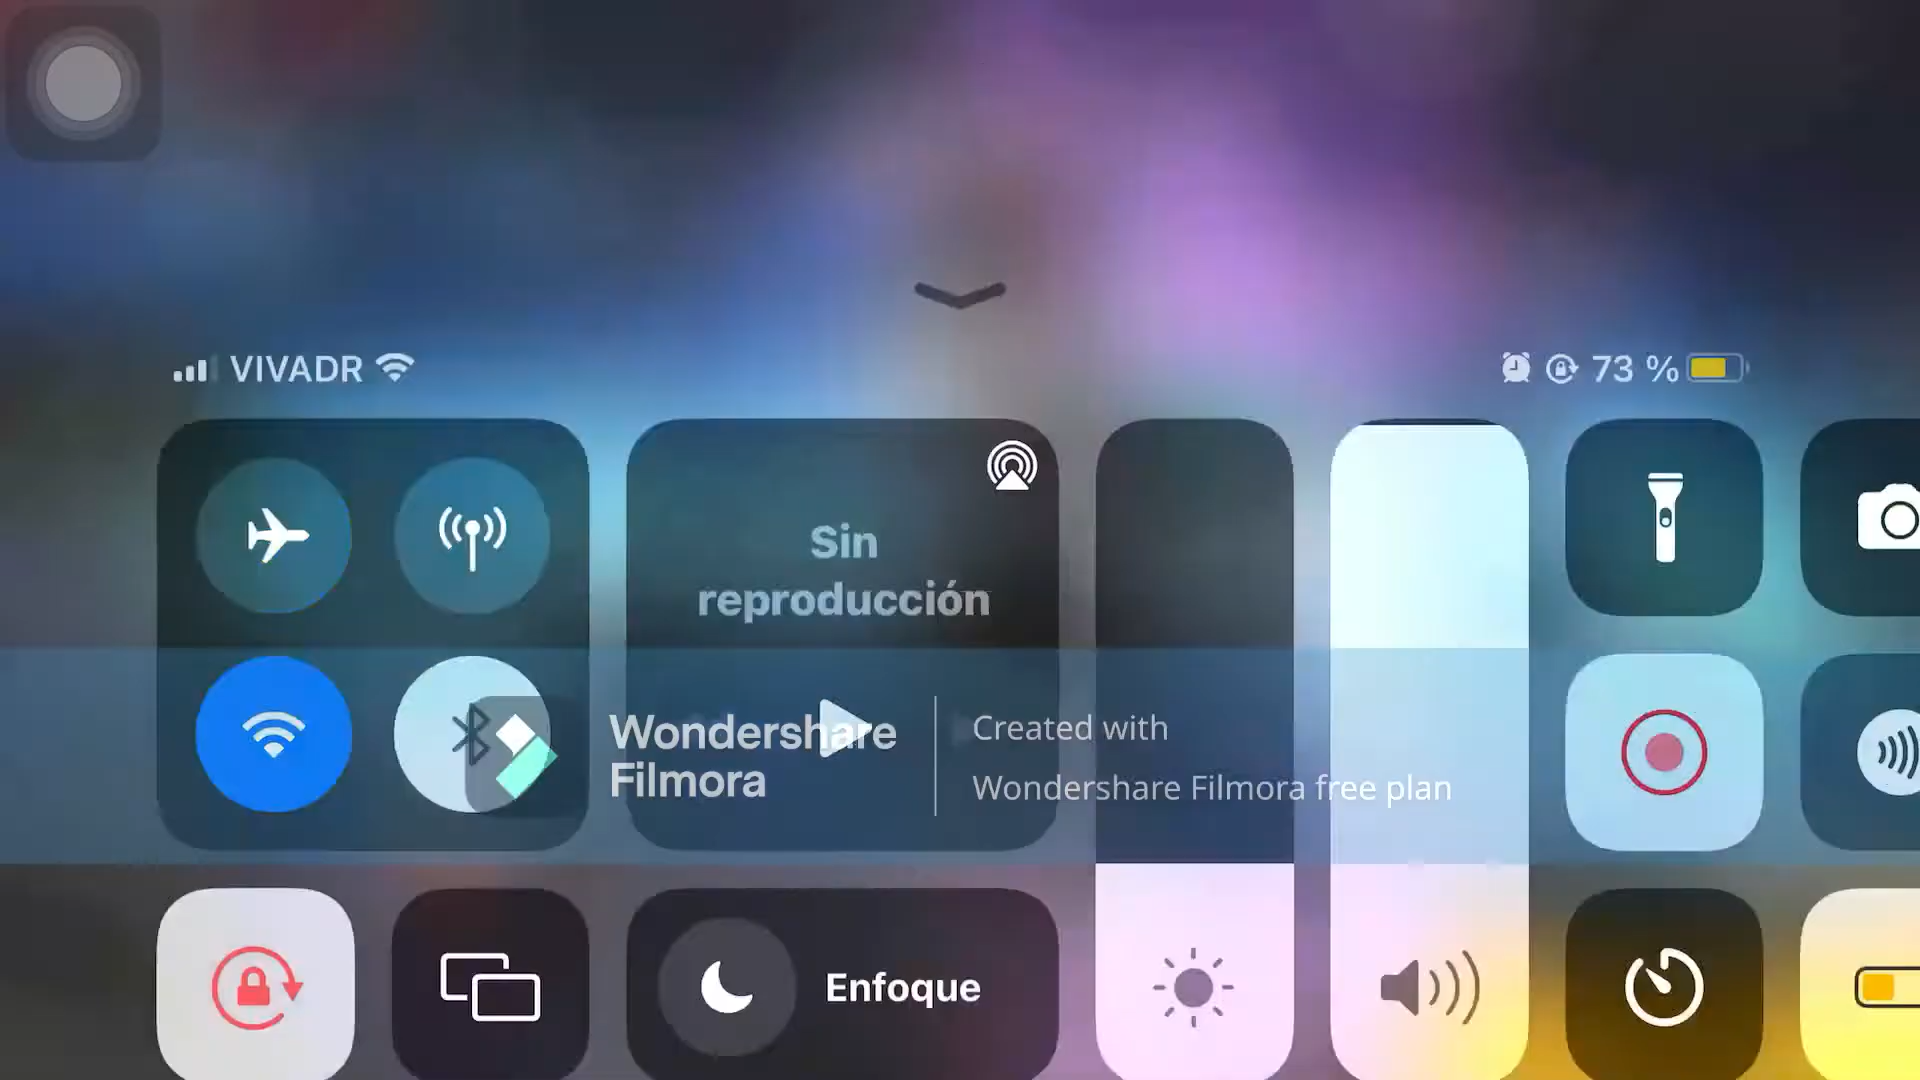 VIVADR
73 %
Sin
reproducción
Wondershare
Filmora
Created with
Wondershare Filmora free plan
Enfoque